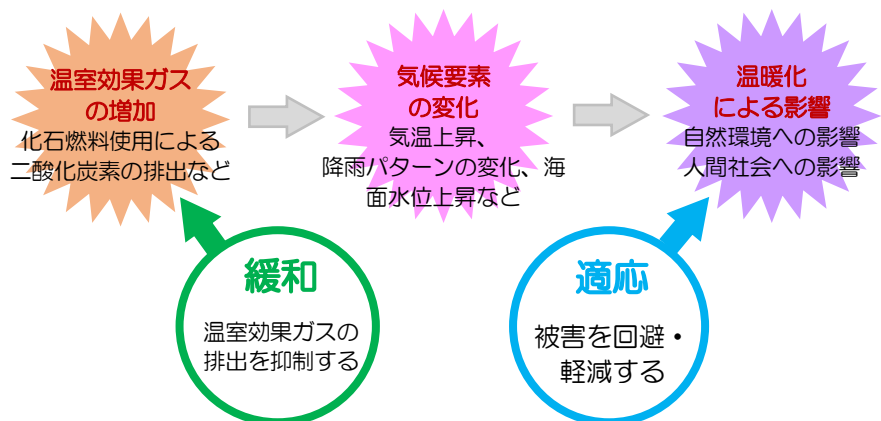 温室効果ガス
の増加
化石燃料使用による
二酸化炭素の排出など
気候要素
の変化
気温上昇、
降雨パターンの変化、海
面水位上昇など
温暖化
による影響
自然環境への影響
人間社会への影響
緩和
温室効果ガスの
排出を抑制する
適応
被害を回避・
軽減する